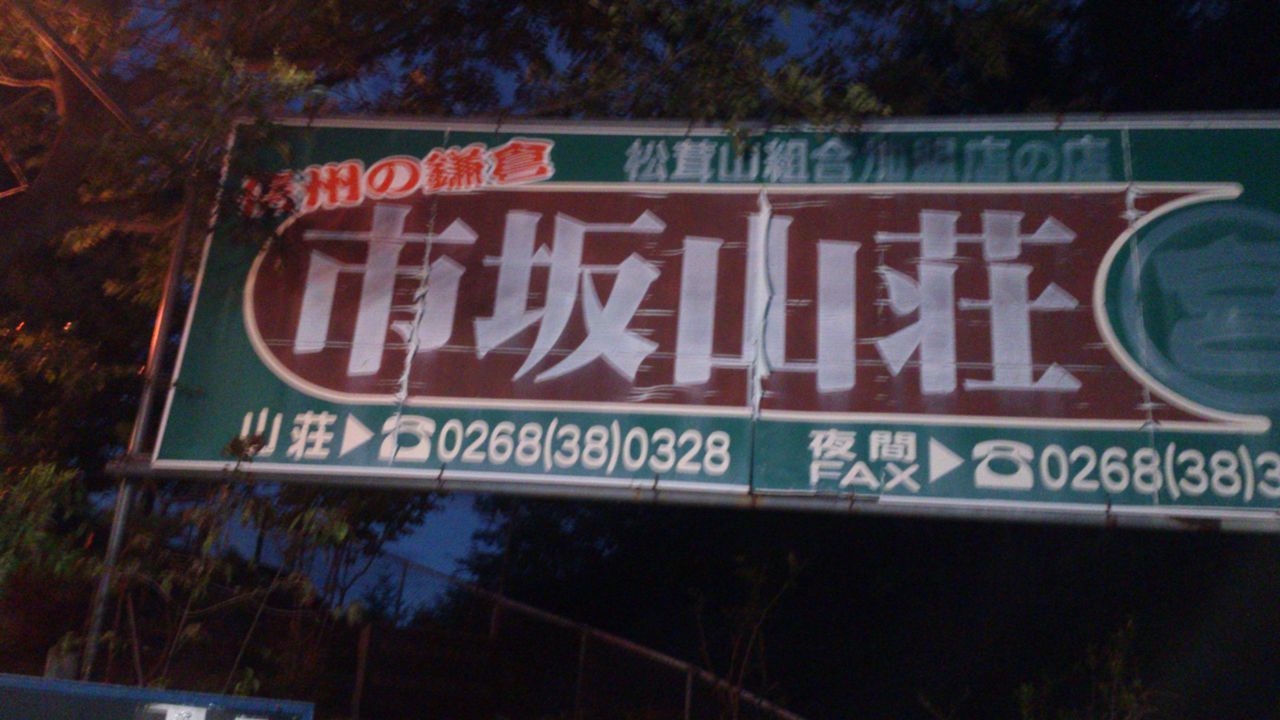 信州の鎌倉
松茸山組合加盟店の店
市坂山荘
山荘▶☎0268(38)0328
夜間FAX▶☎0268(38)3